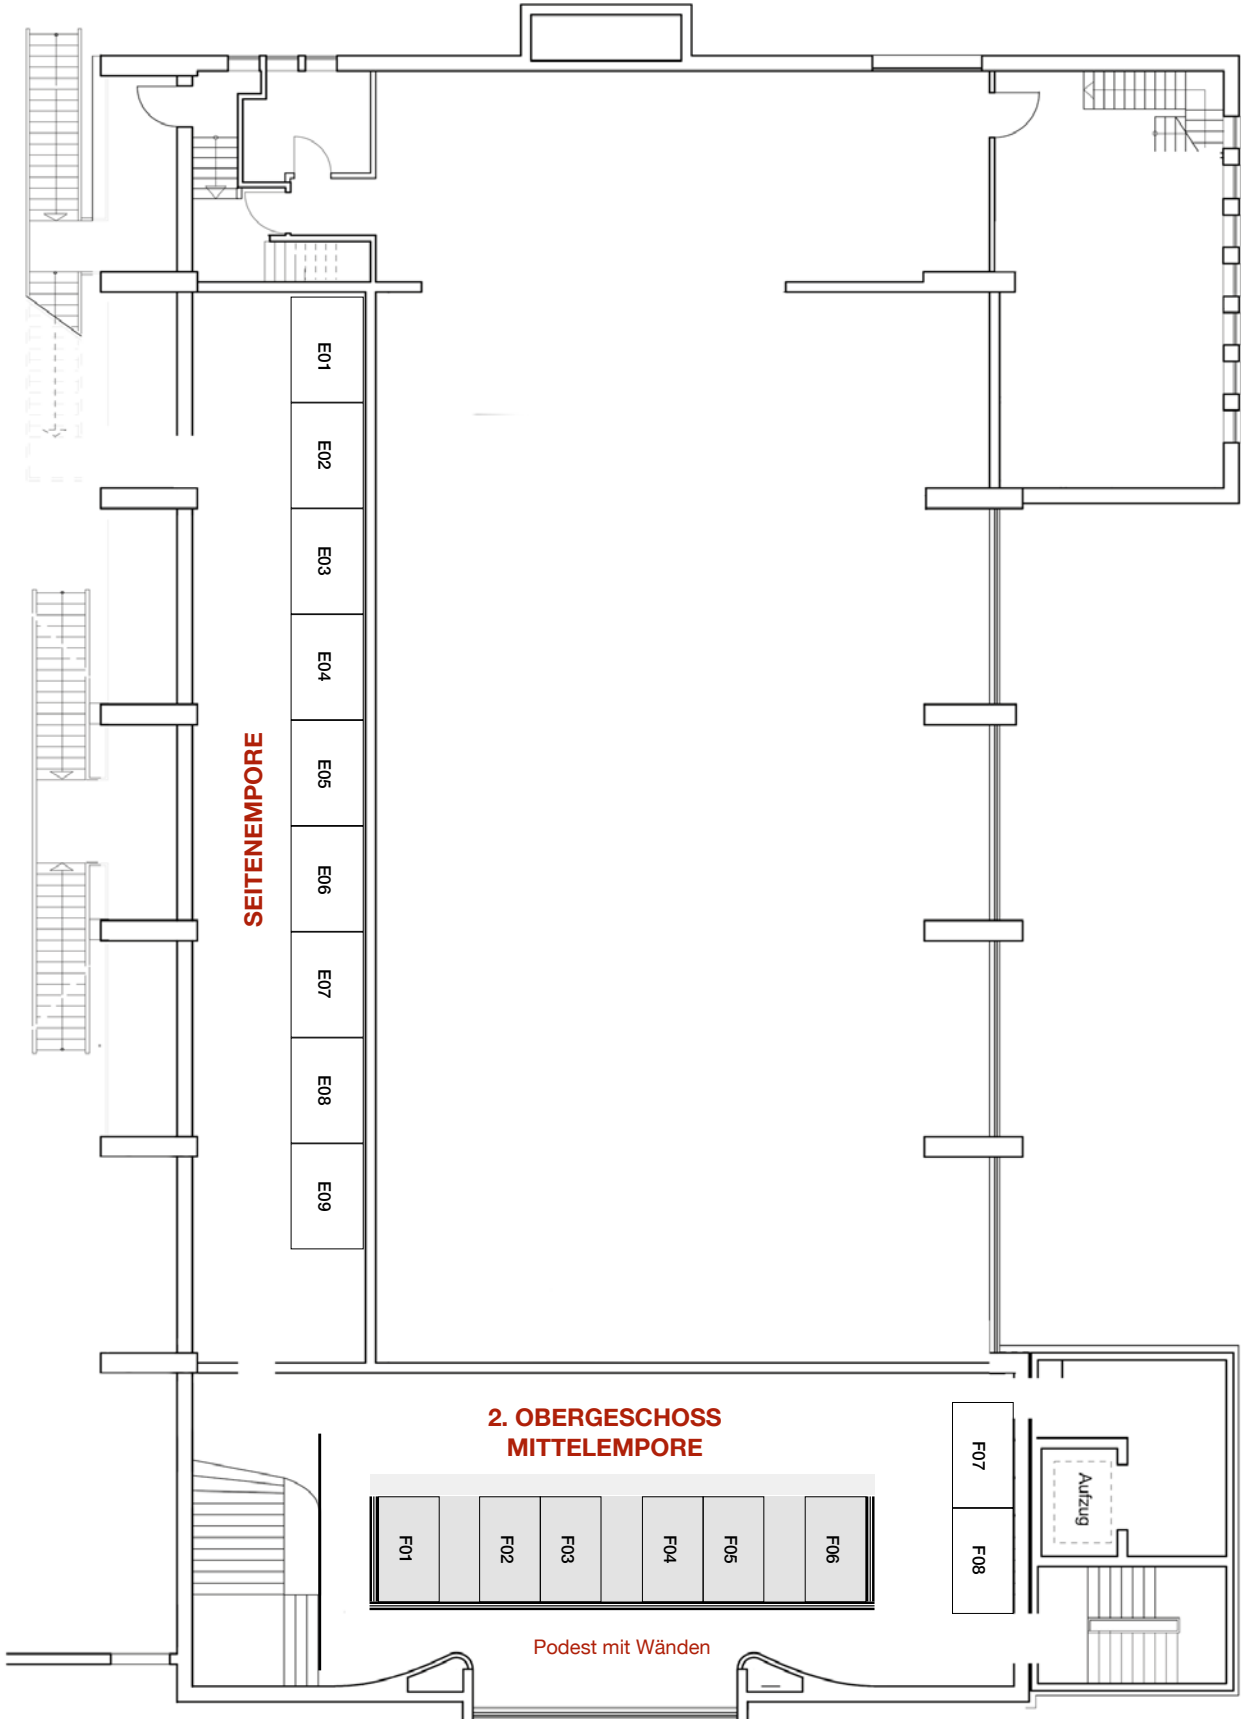 E01
E02
E03
E04
E05
E06
E07
E08
E09
SEITENEMPORE
2. OBERGESCHOSS
MITTELEMPORE
F01
F02
F03
F04
F05
F06
F07
F08
Aufzug
Podest mit Wänden